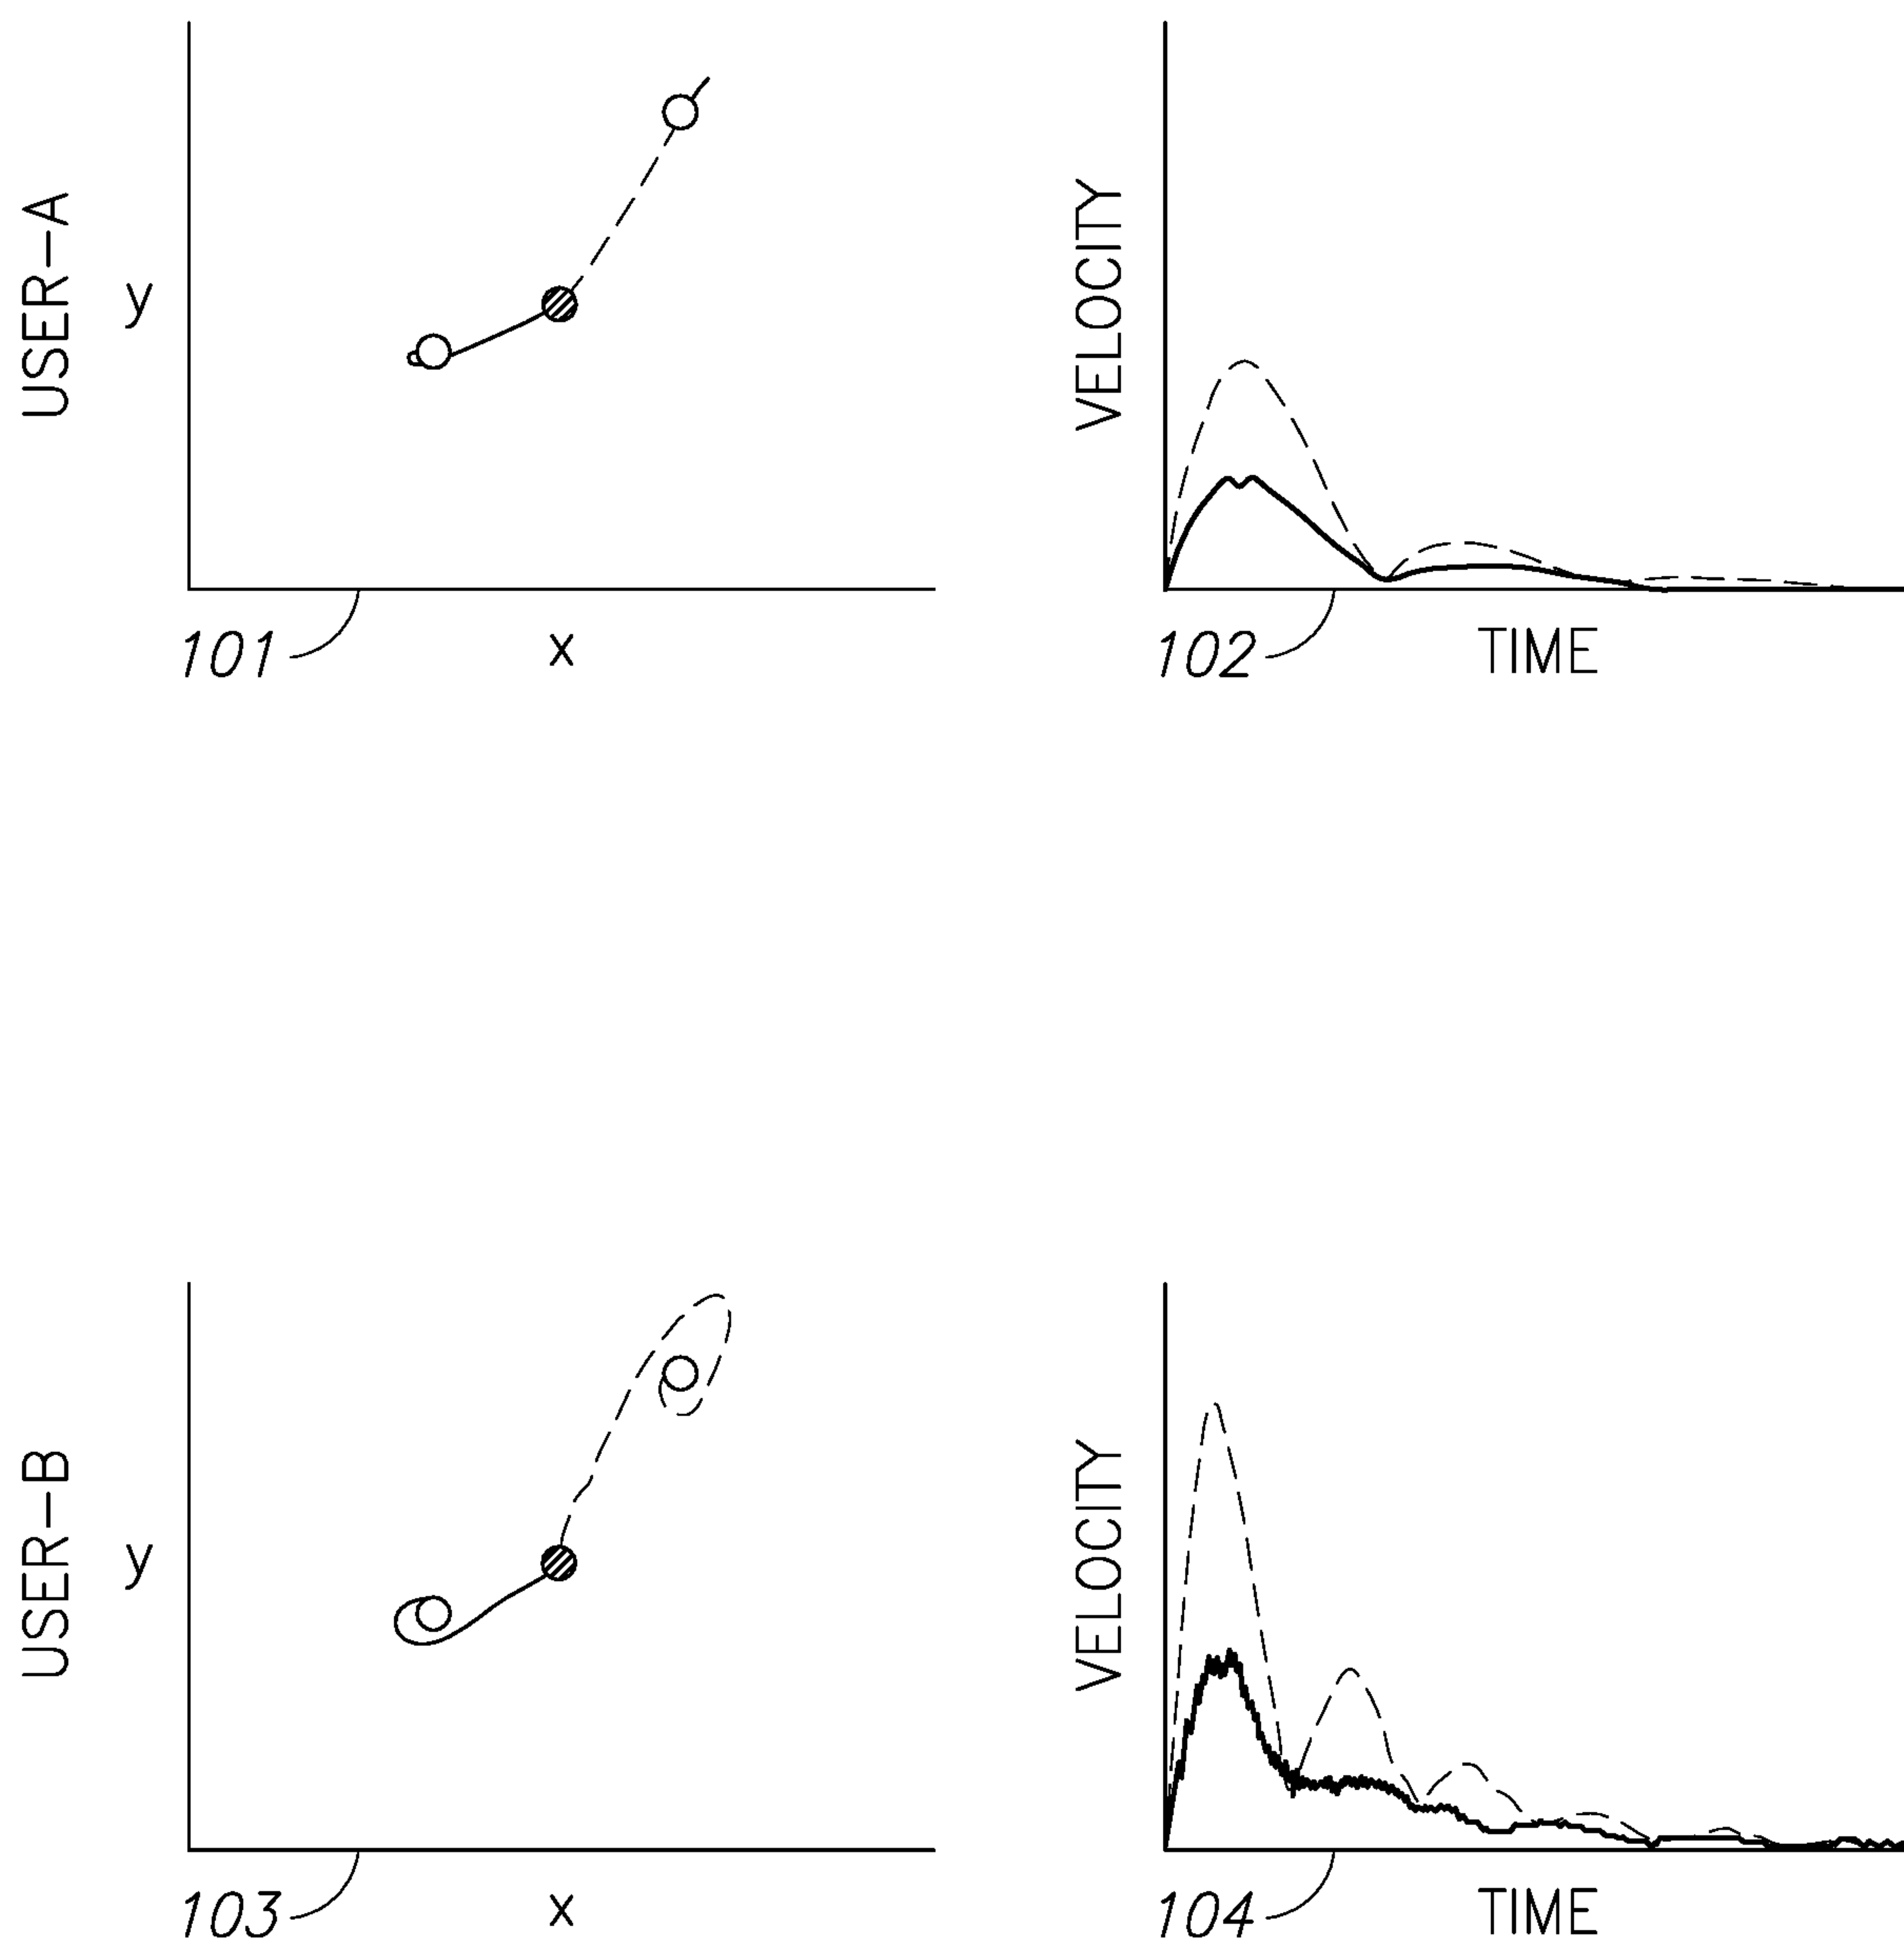 USER-A
y
101
x
VELOCITY
102
TIME
USER-B
y
103
x
VELOCITY
104
TIME